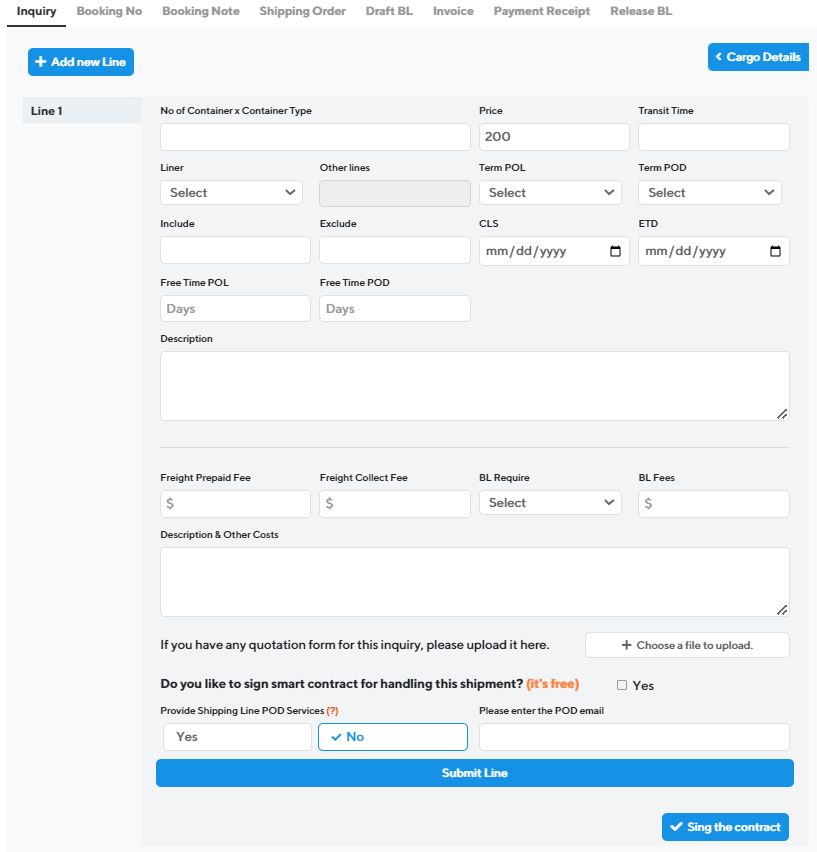 Inquiry Booking No Booking Note Shipping Order Draft BL Invoice Payment Receipt Release BL
+ Add new Line
Cargo Details
Line 1
No of Container x Container Type Price Transit Time
200
Liner Other lines Term POL Term POD
Select Select Select
Include Exclude CLS ETD
mm/dd/yyyy mm/dd/yyyy
Free Time POL Free Time POD
Days Days
Description
Freight Prepaid Fee Freight Collect Fee BL Require BL Fees
$ $ Select $
Description & Other Costs
If you have any quotation form for this inquiry, please upload it here. + Choose a file to upload.
Do you like to sign smart contract for handling this shipment? (it's free) Yes
Provide Shipping Line POD Services (?) Please enter the POD email
Yes No
Submit Line
Sing the contract